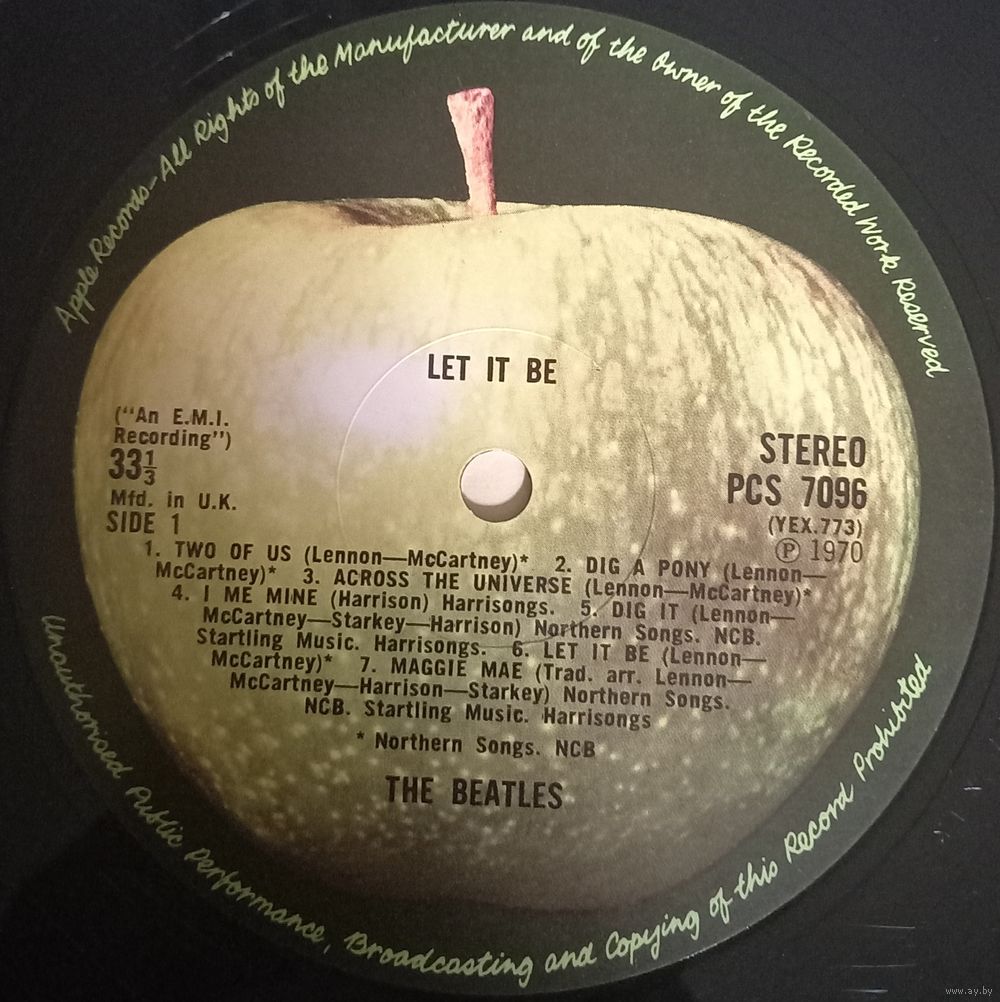 Apple Records—All Rights of the Manufacturer and of the Owner of the Recorded Work Reserved
LET IT BE
("An E.M.I.
Recording")
33⅓
Mfd. in U.K.
SIDE 1
STEREO
PCS 7096
(YEX.773)
℗ 1970
1. TWO OF US (Lennon—McCartney)* 2. DIG A PONY (Lennon—
McCartney)* 3. ACROSS THE UNIVERSE (Lennon—McCartney)*
4. I ME MINE (Harrison) Harrisongs. 5. DIG IT (Lennon—
McCartney—Starkey—Harrison) Northern Songs. NCB.
Startling Music. Harrisongs. 6. LET IT BE (Lennon—
McCartney)* 7. MAGGIE MAE (Trad. arr. Lennon—
McCartney—Harrison—Starkey) Northern Songs.
NCB. Startling Music. Harrisongs
* Northern Songs. NCB
THE BEATLES
Unauthorised Public Performance, Broadcasting and Copying of this Record Prohibited
www.ay.by